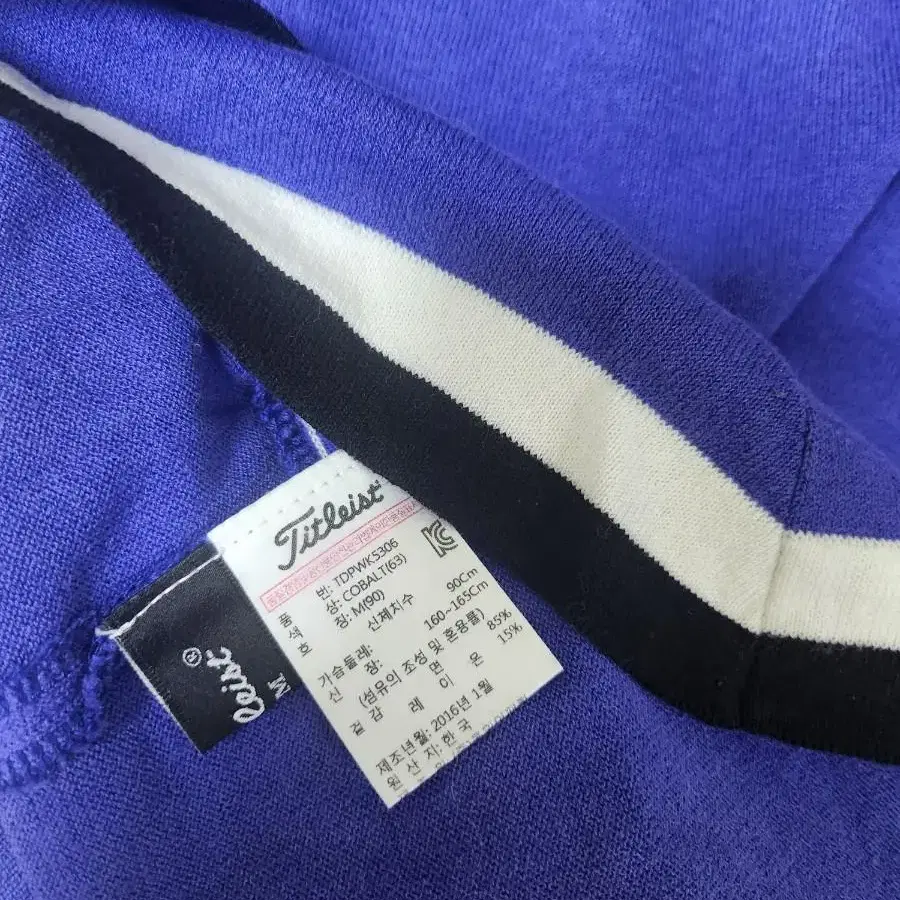 Titleist
품 번: TDPWK5306
색 상: COBALT(63)
호 칭: M(90)
신체치수
가슴둘레: 90Cm
신 장: 160~165Cm
(섬유의 조성 및 혼용률)
겉 감 면 85%
레 이 온 15%
제조년월: 2016년 1월
원 산 지: 한 국
leist®
M